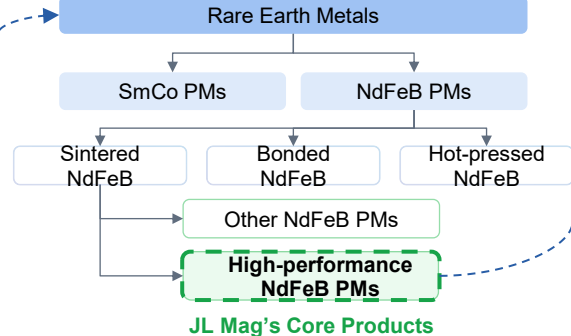 Rare Earth Metals
SmCo PMs
NdFeB PMs
Sintered
NdFeB
Bonded
NdFeB
Hot-pressed
NdFeB
Other NdFeB PMs
High-performance
NdFeB PMs
JL Mag's Core Products